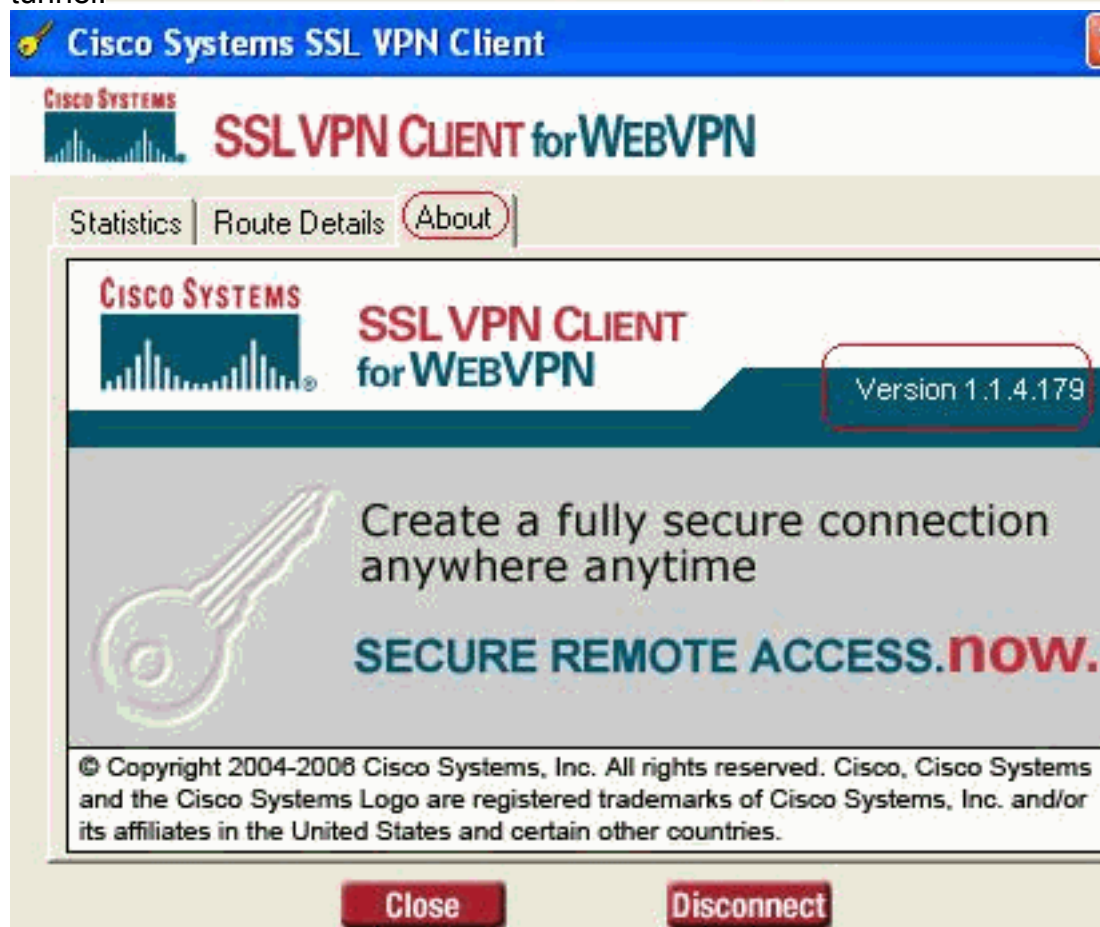 Cisco Systems SSL VPN Client
CISCO SYSTEMS
SSL VPN CLIENT for WEBVPN
Statistics Route Details About
CISCO SYSTEMS
SSL VPN CLIENT
for WEBVPN
Version 1.1.4.179
Create a fully secure connection
anywhere anytime
SECURE REMOTE ACCESS.now.
© Copyright 2004-2006 Cisco Systems, Inc. All rights reserved. Cisco, Cisco Systems
and the Cisco Systems Logo are registered trademarks of Cisco Systems, Inc. and/or
its affiliates in the United States and certain other countries.
Close Disconnect